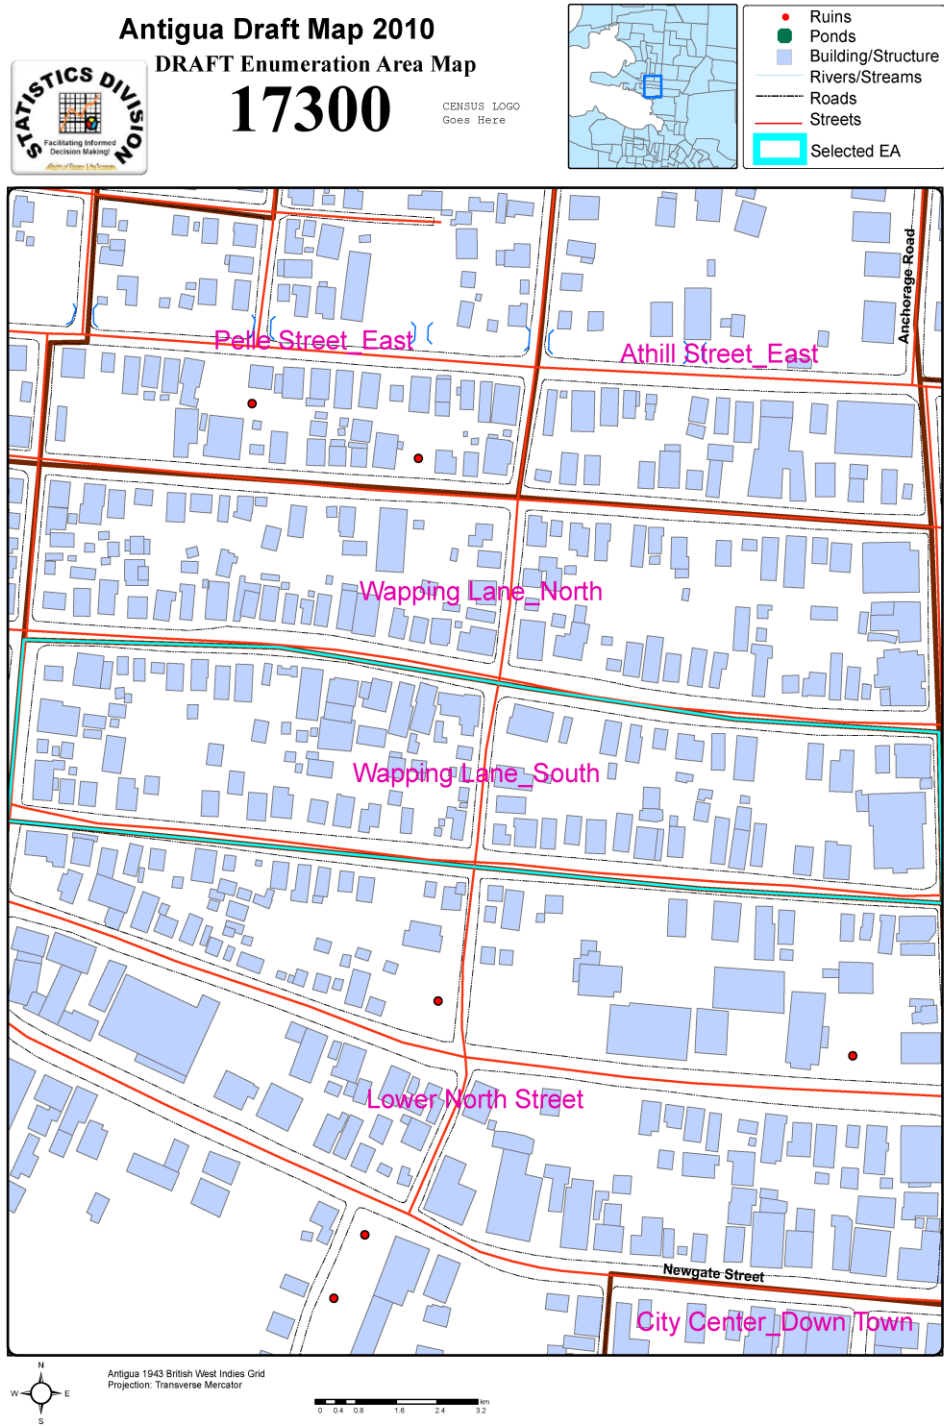 Antigua Draft Map 2010
DRAFT Enumeration Area Map
17300
CENSUS LOGO
Goes Here
STATISTICS DIVISION
Facilitating Informed
Decision Making!
Ruins
Ponds
Building/Structure
Rivers/Streams
Roads
Streets
Selected EA
Anchorage Road
Pelle Street_East
Athill Street_East
Wapping Lane_North
Wapping Lane_South
Lower North Street
Newgate Street
City Center_Down Town
N
W E
S
Antigua 1943 British West Indies Grid
Projection: Transverse Mercator
km
0 0.4 0.8 1.6 2.4 3.2